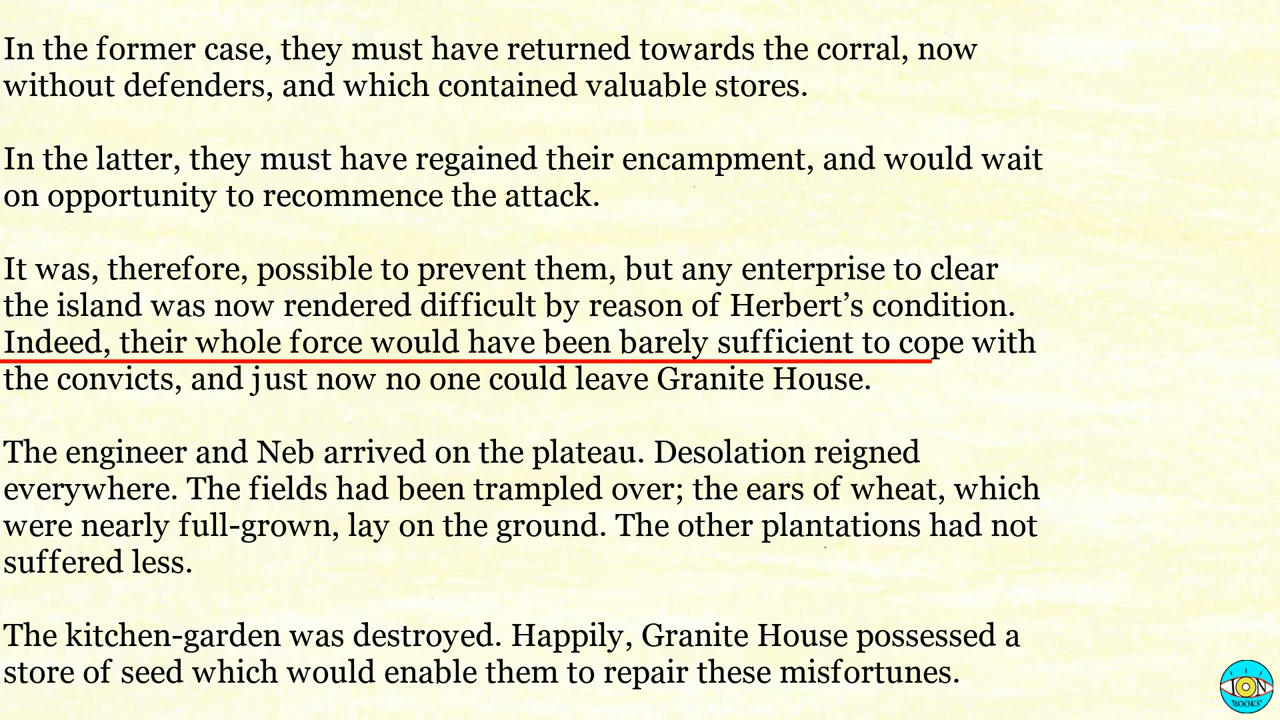 In the former case, they must have returned towards the corral, now
without defenders, and which contained valuable stores.
In the latter, they must have regained their encampment, and would wait
on opportunity to recommence the attack.
It was, therefore, possible to prevent them, but any enterprise to clear
the island was now rendered difficult by reason of Herbert’s condition.
Indeed, their whole force would have been barely sufficient to cope with
the convicts, and just now no one could leave Granite House.
The engineer and Neb arrived on the plateau. Desolation reigned
everywhere. The fields had been trampled over; the ears of wheat, which
were nearly full-grown, lay on the ground. The other plantations had not
suffered less.
The kitchen-garden was destroyed. Happily, Granite House possessed a
store of seed which would enable them to repair these misfortunes.
ION
BOOKS